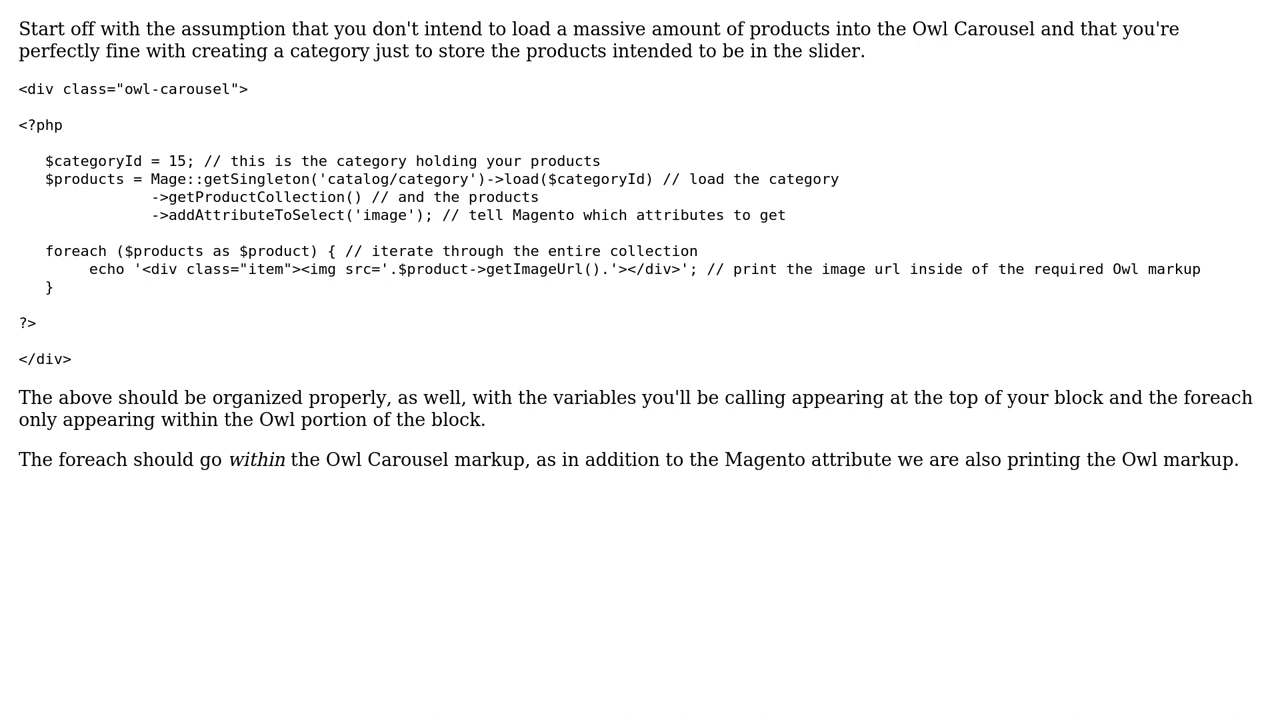 Start off with the assumption that you don't intend to load a massive amount of products into the Owl Carousel and that you're
perfectly fine with creating a category just to store the products intended to be in the slider.
<div class="owl-carousel">
<?php
$categoryId = 15; // this is the category holding your products
$products = Mage::getSingleton('catalog/category')->load($categoryId) // load the category
->getProductCollection() // and the products
->addAttributeToSelect('image'); // tell Magento which attributes to get
foreach ($products as $product) { // iterate through the entire collection
echo '<div class="item"><img src='.$product->getImageUrl().'></div>'; // print the image url inside of the required Owl markup
}
?>
</div>
The above should be organized properly, as well, with the variables you'll be calling appearing at the top of your block and the foreach
only appearing within the Owl portion of the block.
The foreach should go within the Owl Carousel markup, as in addition to the Magento attribute we are also printing the Owl markup.